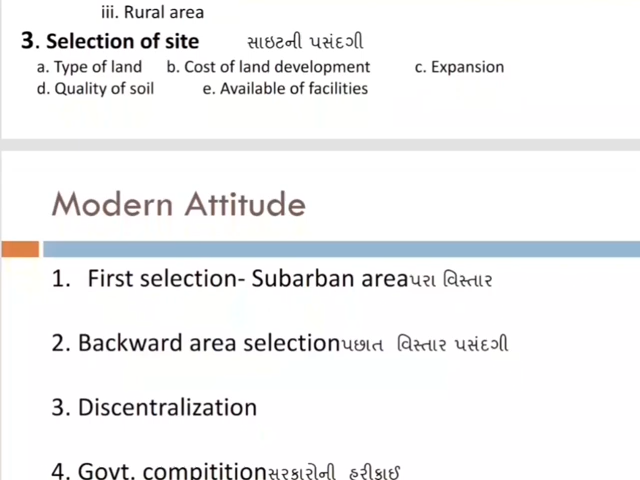 iii. Rural area
3. Selection of site સાઇટની પસંદગી
a. Type of land b. Cost of land development c. Expansion
d. Quality of soil e. Available of facilities
Modern Attitude
1. First selection- Subarban areaપરા વિસ્તાર
2. Backward area selectionપછાત વિસ્તાર પસંદગી
3. Discentralization
4. Govt. compititionસરકારોની હરીફાઈ